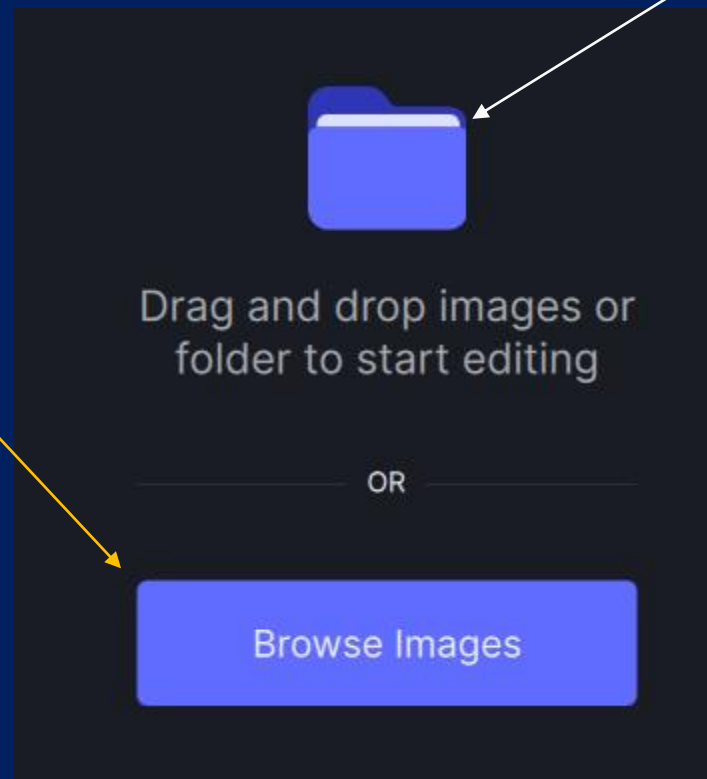 Drag and drop images or
folder to start editing
OR
Browse Images